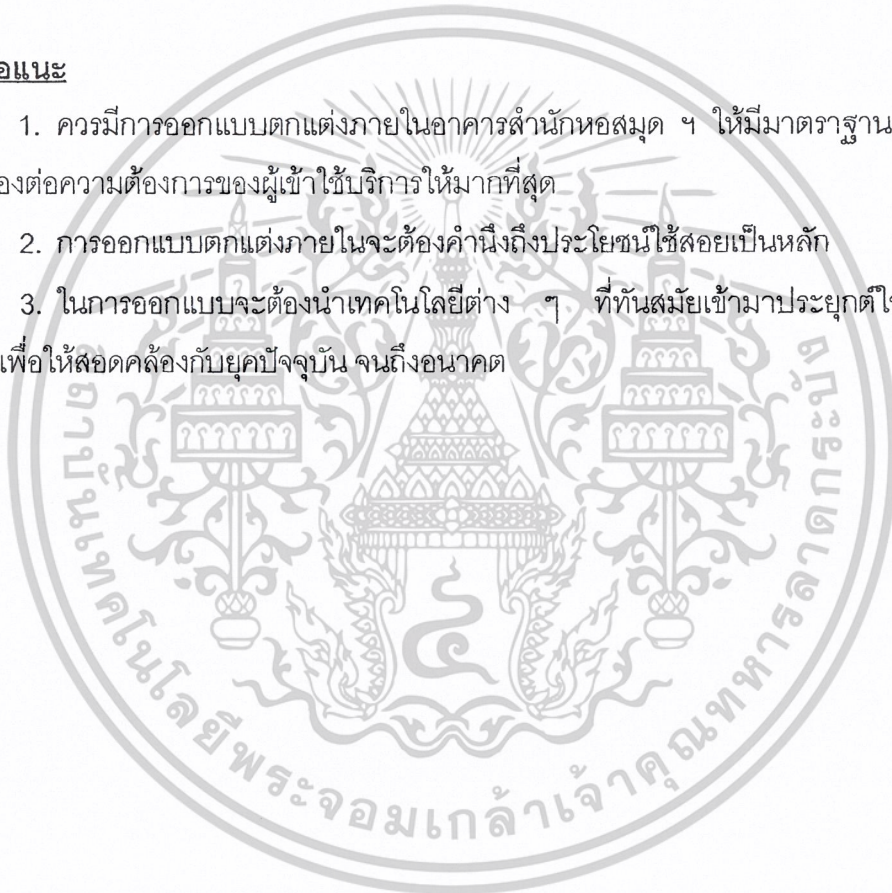 อแนะ
1. ควรมีการออกแบบตกแต่งภายในอาคารสำนักหอสมุด ฯ ให้มีมาตราฐาน
องต่อความต้องการของผู้เข้าใช้บริการให้มากที่สุด
2. การออกแบบตกแต่งภายในจะต้องคำนึงถึงประโยชน์ใช้สอยเป็นหลัก
3. ในการออกแบบจะต้องนำเทคโนโลยีต่าง ๆ ที่ทันสมัยเข้ามาประยุกต์ใ
เพื่อให้สอดคล้องกับยุคปัจจุบัน จนถึงอนาคต
๔
สถาบันเทคโนโลยีพระจอมเกล้าเจ้าคุณทหารลาดกระบัง